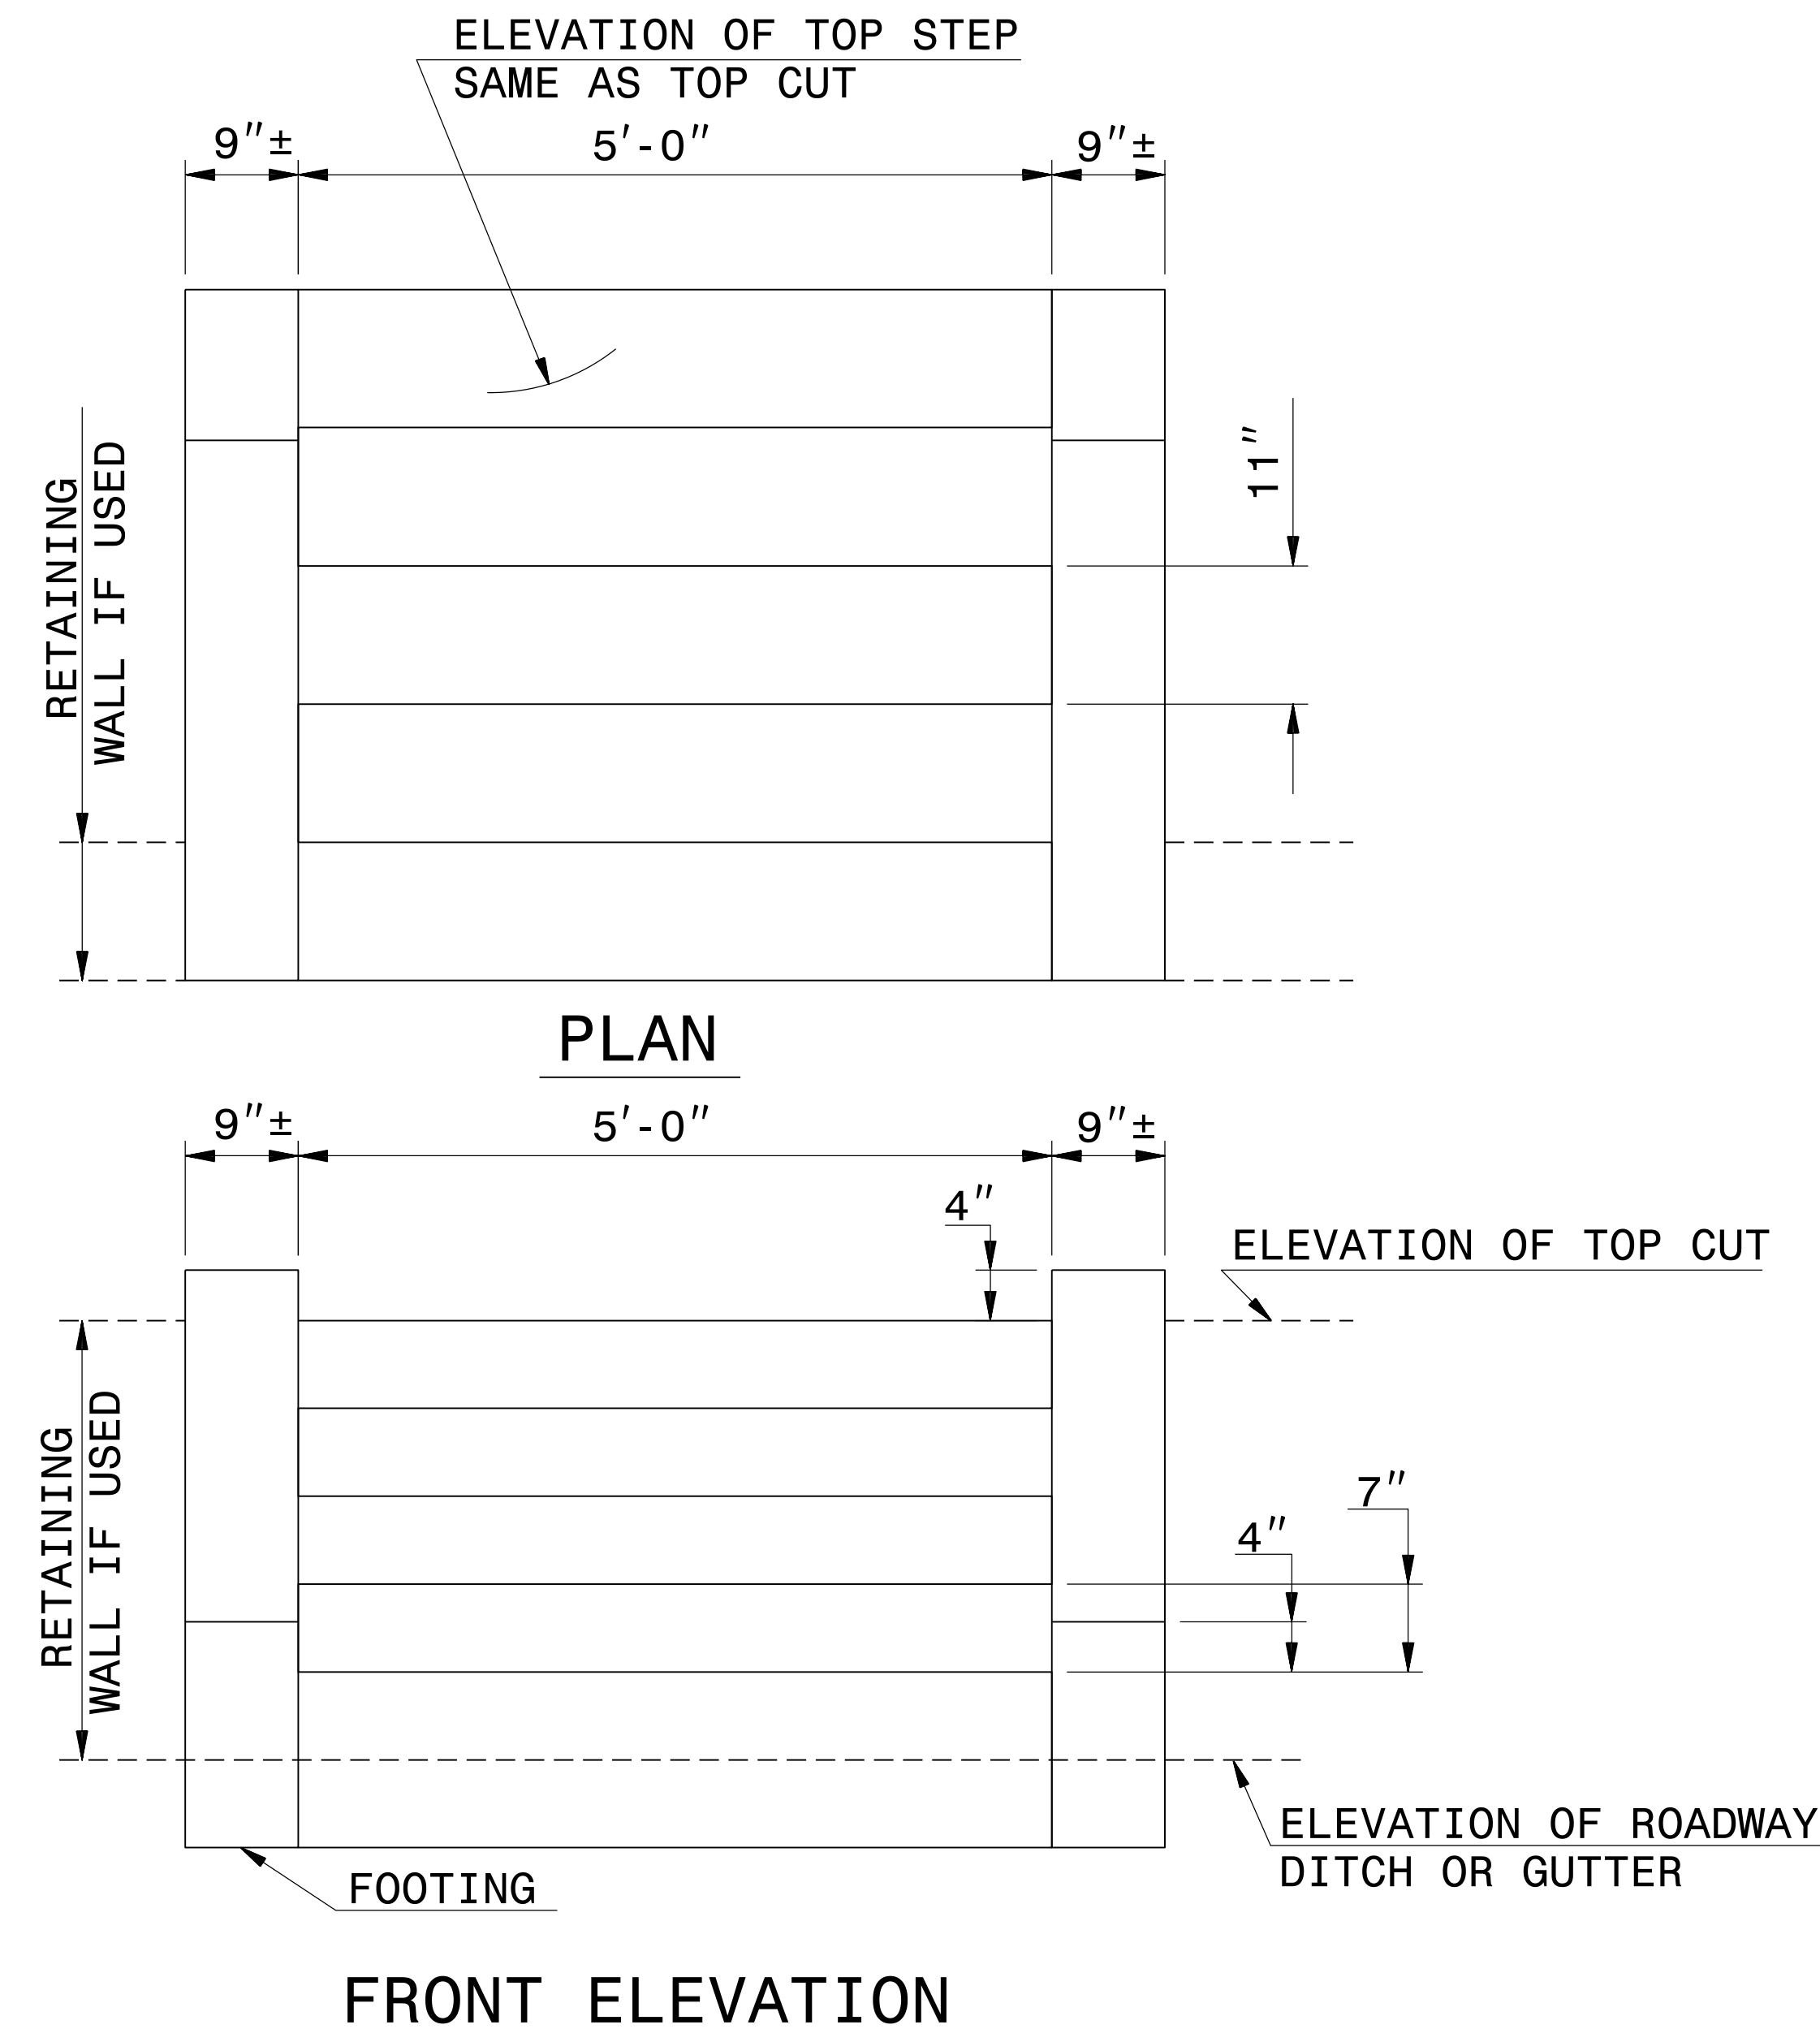 ELEVATION OF TOP STEP
SAME AS TOP CUT
9"± 5'-0" 9"±
11"
RETAINING
WALL IF USED
PLAN
9"± 5'-0" 9"±
4"
ELEVATION OF TOP CUT
RETAINING
WALL IF USED
7"
4"
ELEVATION OF ROADWAY
DITCH OR GUTTER
FOOTING
FRONT ELEVATION